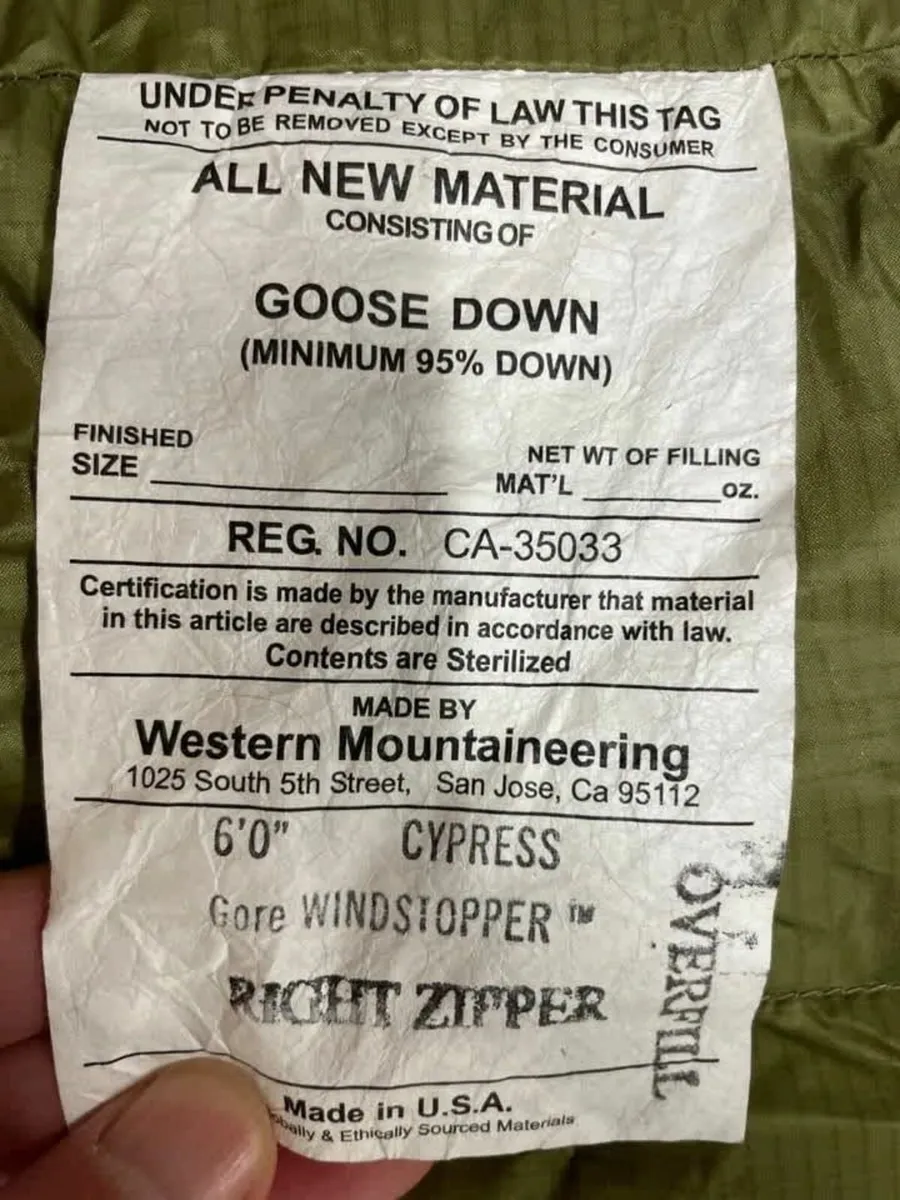 UNDER PENALTY OF LAW THIS TAG
NOT TO BE REMOVED EXCEPT BY THE CONSUMER
ALL NEW MATERIAL
CONSISTING OF
GOOSE DOWN
(MINIMUM 95% DOWN)
FINISHED
SIZE
NET WT OF FILLING
MAT'L ________oz.
REG. NO. CA-35033
Certification is made by the manufacturer that material
in this article are described in accordance with law.
Contents are Sterilized
MADE BY
Western Mountaineering
1025 South 5th Street, San Jose, Ca 95112
6'0" CYPRESS
Gore WINDSTOPPER ™
RIGHT ZIPPER
OVERFILL
Made in U.S.A.
& Ethically Sourced Materials